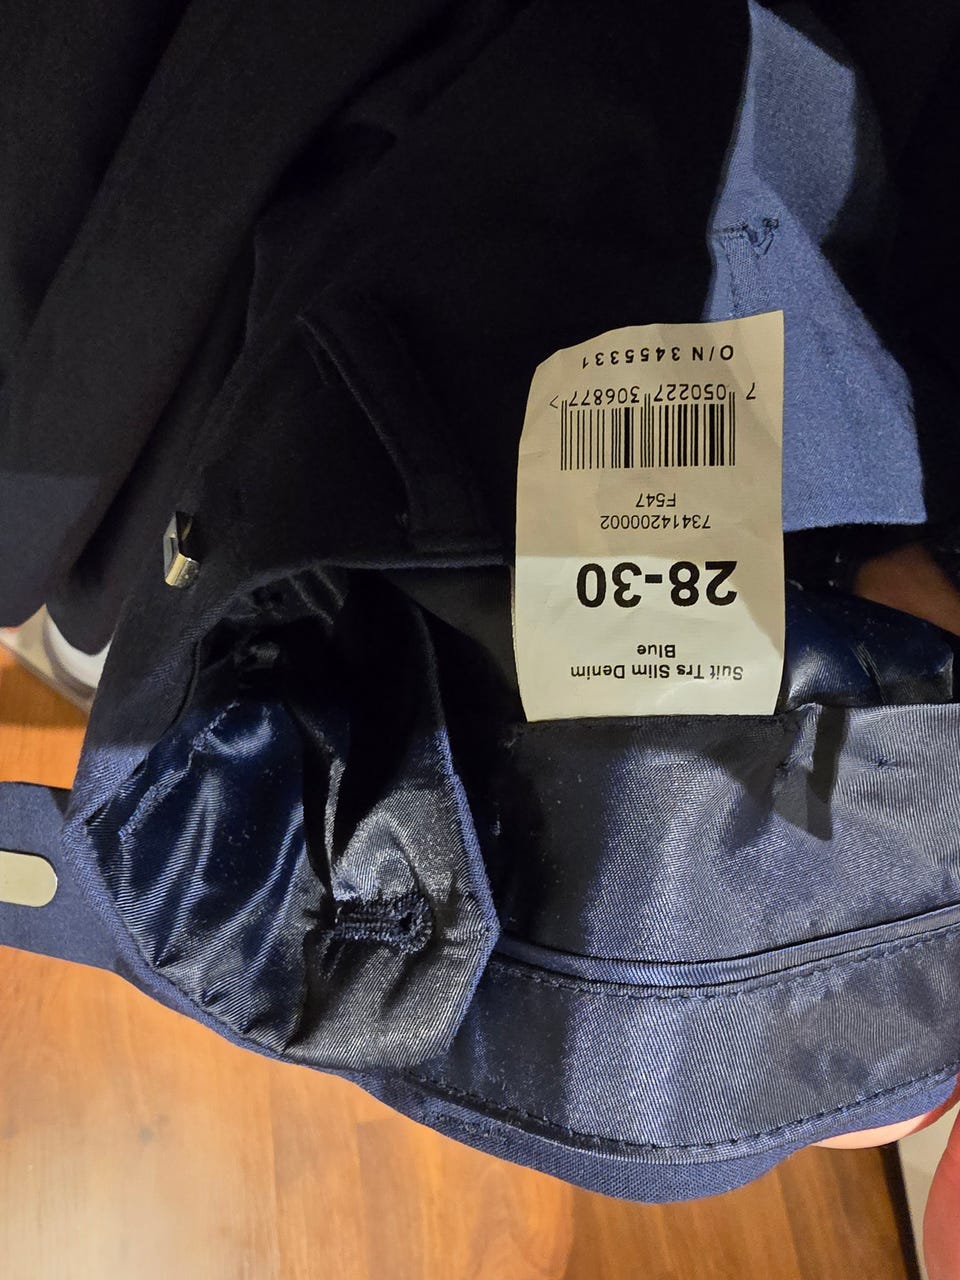 Suit Trs Slim Denim
Blue
28-30
73414200002
F547
7 050227 306877 >
O/N 3455331